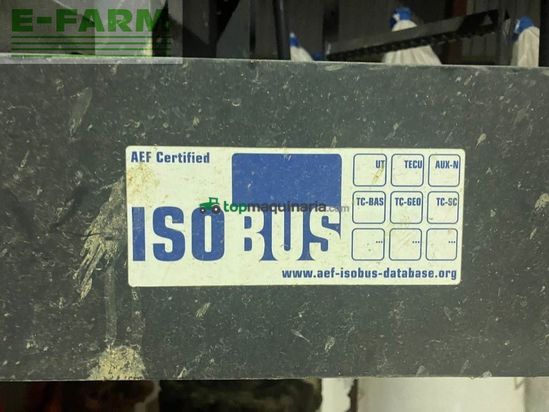 E-FARM
AEF Certified
UT TECU AUX-N
TC-BAS TC-GEO TC-SC
... ... ...
topmaquinaria.com
ISOBUS
www.aef-isobus-database.org